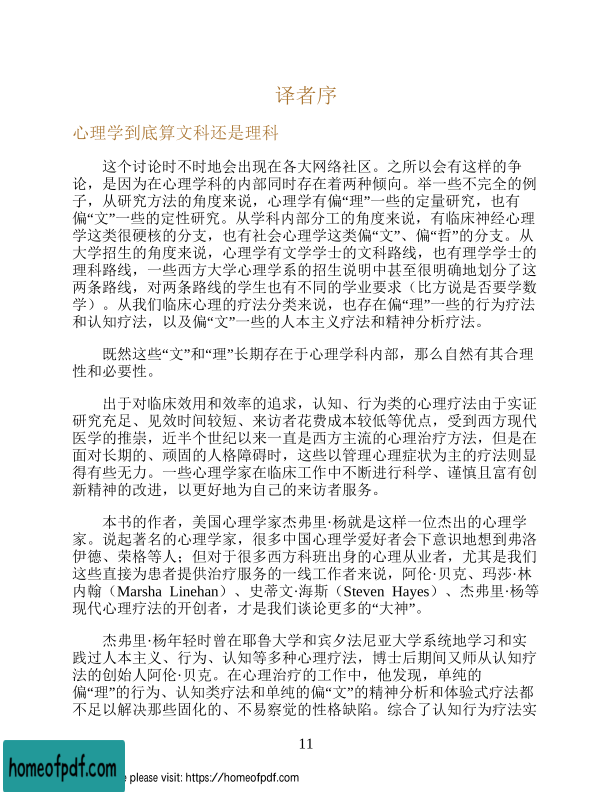 译者序
心理学到底算文科还是理科
这个讨论时不时地会出现在各大网络社区。之所以会有这样的争
论，是因为在心理学科的内部同时存在着两种倾向。举一些不完全的例
子，从研究方法的角度来说，心理学有偏“理”一些的定量研究，也有
偏“文”一些的定性研究。从学科内部分工的角度来说，有临床神经心理
学这类很硬核的分支，也有社会心理学这类偏“文”、偏“哲”的分支。从
大学招生的角度来说，心理学有文学学士的文科路线，也有理学学士的
理科路线，一些西方大学心理学系的招生说明中甚至很明确地划分了这
两条路线，对两条路线的学生也有不同的学业要求（比方说是否要学数
学）。从我们临床心理的疗法分类来说，也存在偏“理”一些的行为疗法
和认知疗法，以及偏“文”一些的人本主义疗法和精神分析疗法。
既然这些“文”和“理”长期存在于心理学科内部，那么自然有其合理
性和必要性。
出于对临床效用和效率的追求，认知、行为类的心理疗法由于实证
研究充足、见效时间较短、来访者花费成本较低等优点，受到西方现代
医学的推崇，近半个世纪以来一直是西方主流的心理治疗方法，但是在
面对长期的、顽固的人格障碍时，这些以管理心理症状为主的疗法则显
得有些无力。一些心理学家在临床工作中不断进行科学、谨慎且富有创
新精神的改进，以更好地为自己的来访者服务。
本书的作者，美国心理学家杰弗里·杨就是这样一位杰出的心理学
家。说起著名的心理学家，很多中国心理学爱好者会下意识地想到弗洛
伊德、荣格等人；但对于很多西方科班出身的心理从业者，尤其是我们
这些直接为患者提供治疗服务的一线工作者来说，阿伦·贝克、玛莎·林
内翰（Marsha Linehan）、史蒂文·海斯（Steven Hayes）、杰弗里·杨等
现代心理疗法的开创者，才是我们谈论更多的“大神”。
杰弗里·杨年轻时曾在耶鲁大学和宾夕法尼亚大学系统地学习和实
践过人本主义、行为、认知等多种心理疗法，博士后期间又师从认知疗
法的创始人阿伦·贝克。在心理治疗的工作中，他发现，单纯的
偏“理”的行为、认知类疗法和单纯的偏“文”的精神分析和体验式疗法都
不足以解决那些固化的、不易察觉的性格缺陷。综合了认知行为疗法实
11
homeofpdf.com
please visit: https://homeofpdf.com